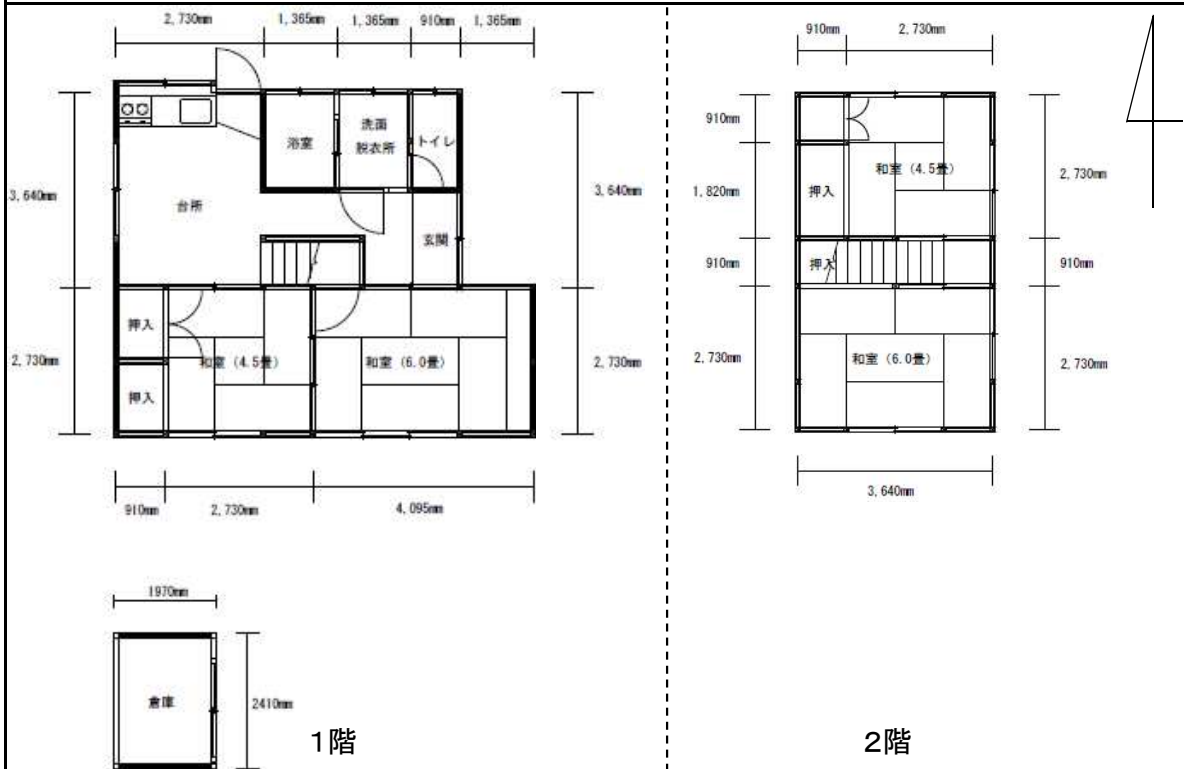 2,730mm
1,365mm
1,365mm
910mm
1,365mm
3,640mm
2,730mm
浴室
洗面
脱衣所
トイレ
台所
玄関
押入
押入
和室 (4.5畳)
和室 (6.0畳)
3,640mm
2,730mm
910mm
2,730mm
4,095mm
1970mm
倉庫
2410mm
1階
910mm
2,730mm
910mm
1,820mm
910mm
2,730mm
和室 (4.5畳)
押入
押入
和室 (6.0畳)
2,730mm
910mm
2,730mm
3,640mm
2階